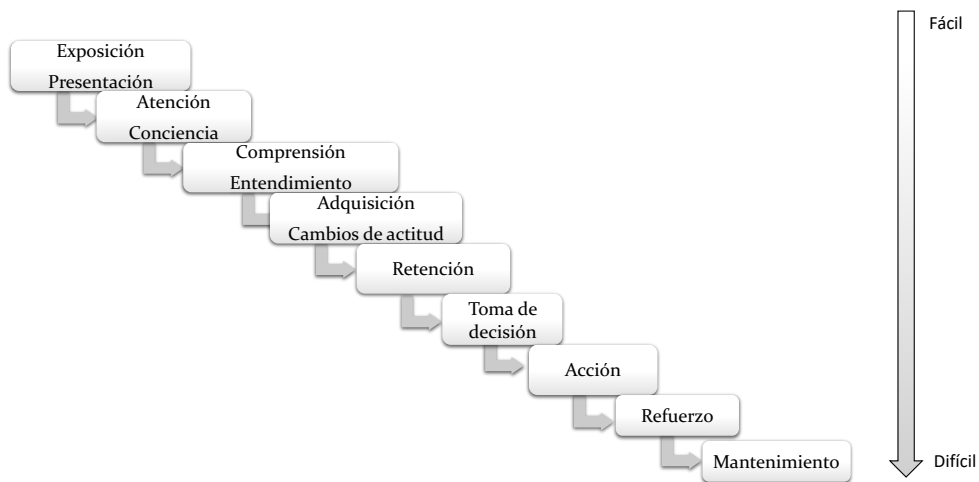 Fácil
Exposición
Presentación
Atención
Conciencia
Comprensión
Entendimiento
Adquisición
Cambios de actitud
Retención
Toma de
decisión
Acción
Refuerzo
Mantenimiento
Difícil